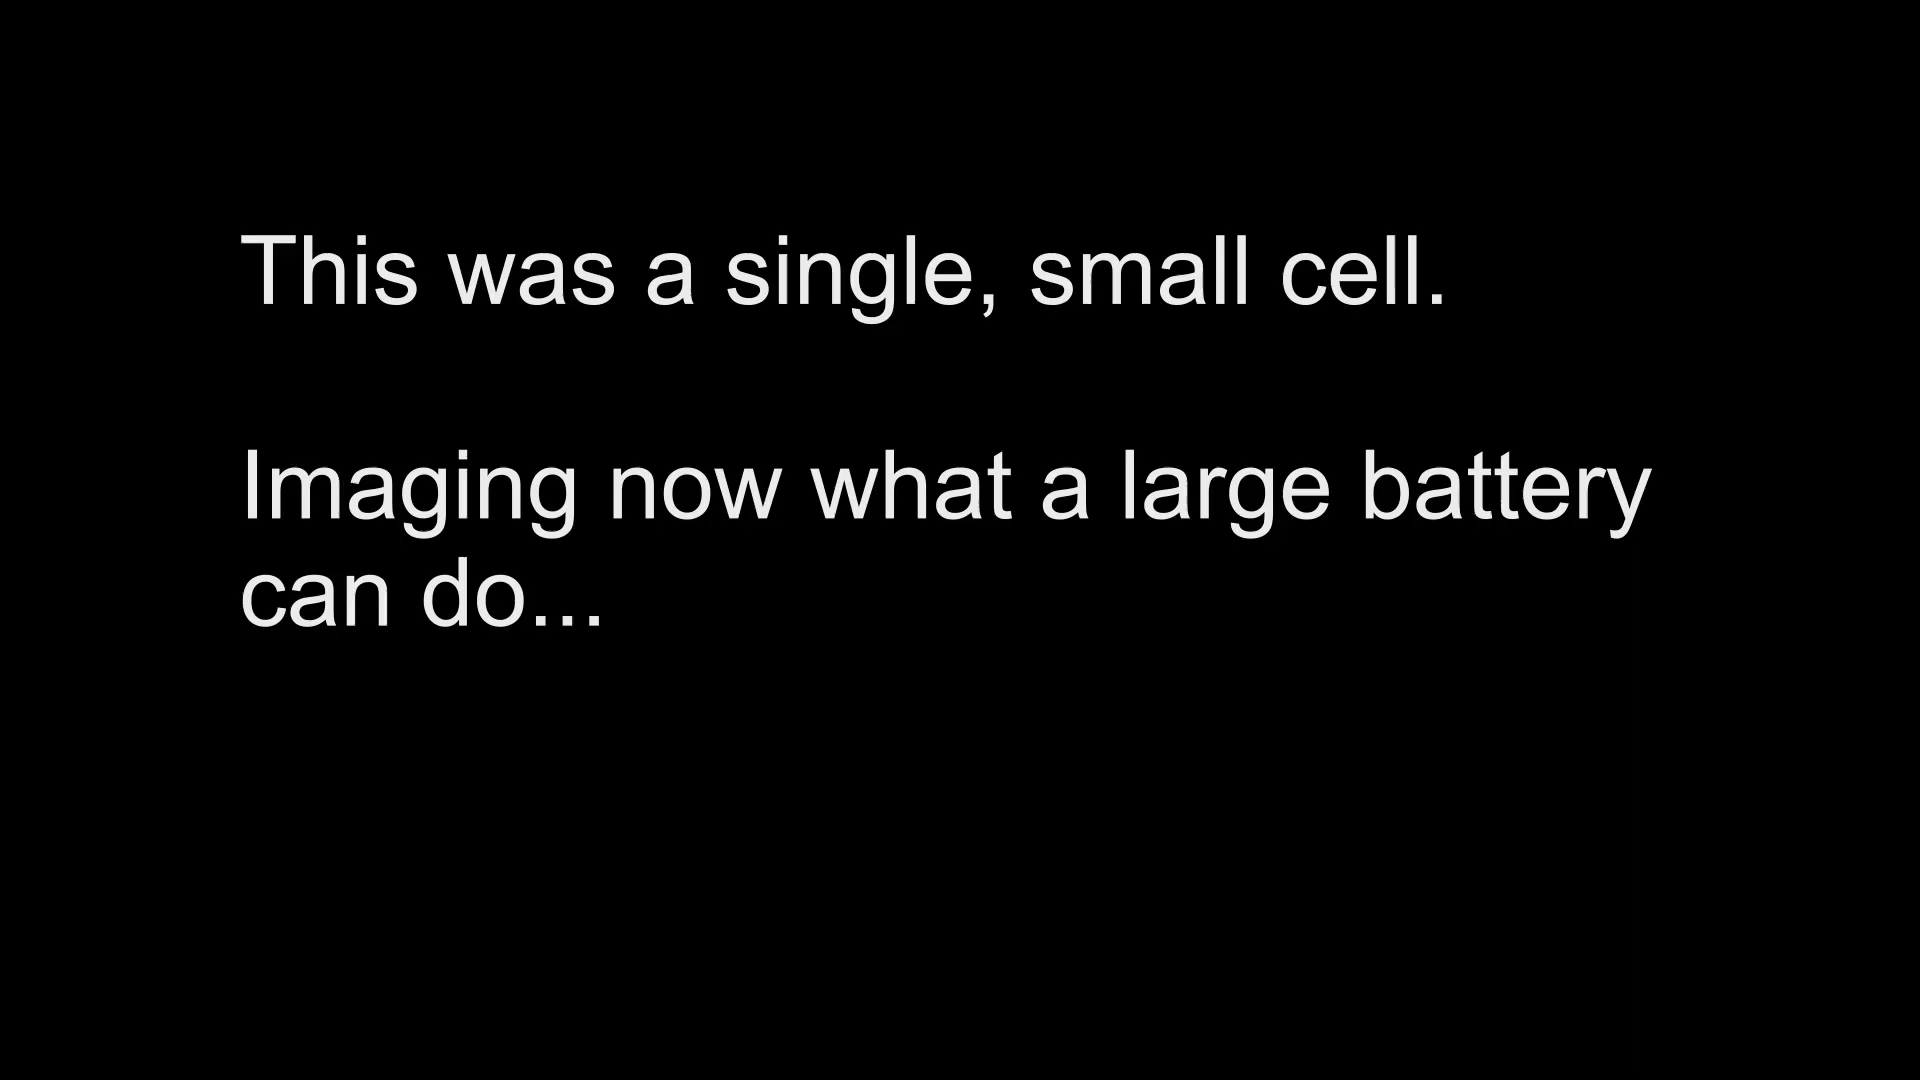 This was a single, small cell.
Imaging now what a large battery
can do...